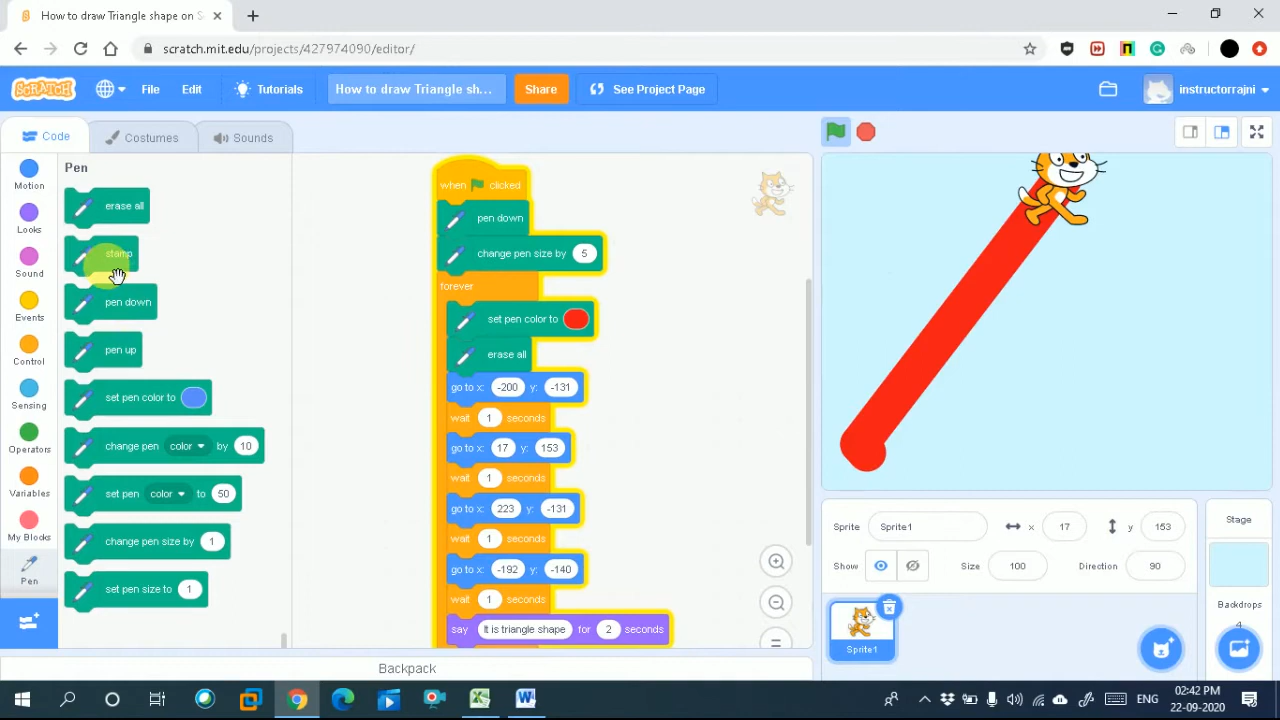 How to draw Triangle shape on S
scratch.mit.edu/projects/427974090/editor/
SCRATCH
File
Edit
Tutorials
How to draw Triangle sh...
Share
See Project Page
instructorrajni
Code
Costumes
Sounds
Motion
Looks
Sound
Events
Control
Sensing
Operators
Variables
My Blocks
Pen
Pen
erase all
stamp
pen down
pen up
set pen color to
change pen color by 10
set pen color to 50
change pen size by 1
set pen size to 1
when clicked
pen down
change pen size by 5
forever
set pen color to
erase all
go to x: -200 y: -131
wait 1 seconds
go to x: 17 y: 153
wait 1 seconds
go to x: 223 y: -131
wait 1 seconds
go to x: -192 y: -140
wait 1 seconds
say It is triangle shape for 2 seconds
Sprite Sprite1 x 17 y 153
Show Size 100 Direction 90
Sprite1
Stage
Backdrops
4
Backpack
ENG
02:42 PM
22-09-2020